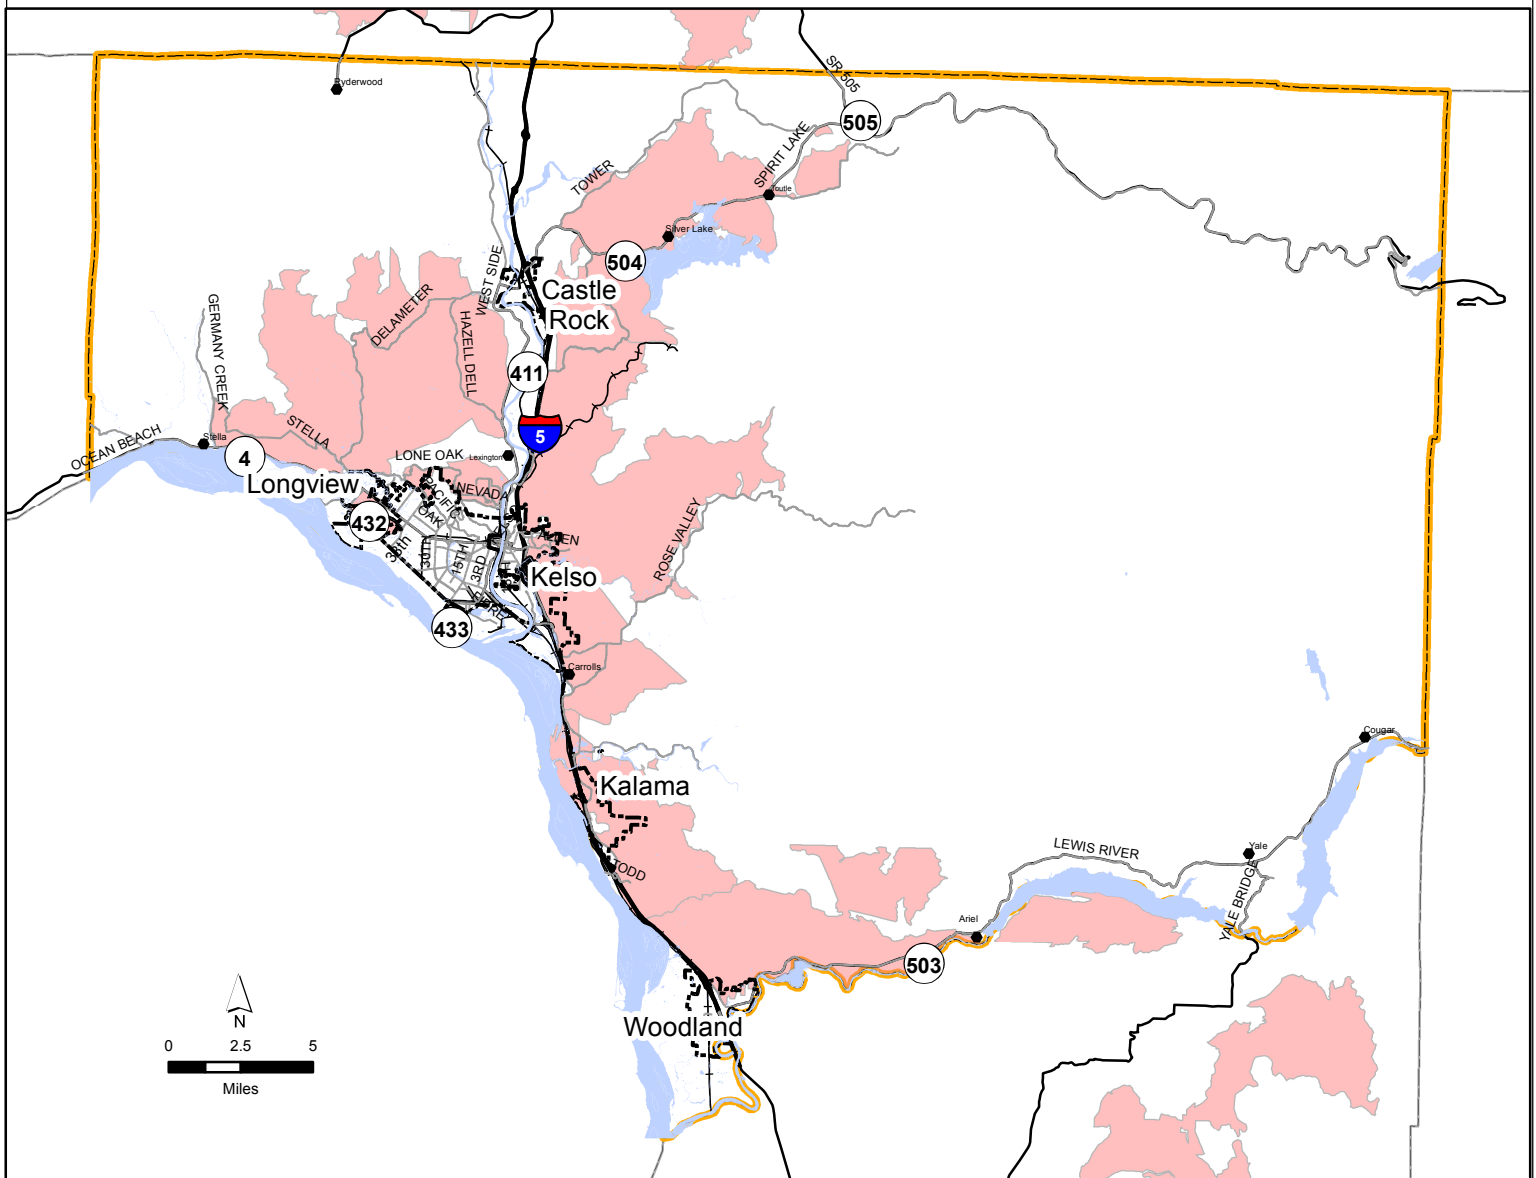 Ryderwood
SR 505
505
SPIRIT LAKE
TOWER
Toutle
Silver Lake
504
WEST SIDE
Castle
Rock
DELAMETER
HAZELL DELL
GERMANY CREEK
411
5
STELLA
OCEAN BEACH
Stella
4
LONE OAK
Lexington
Longview
NEVADA
PACIFIC
OAK
432
38th
30TH
15TH
3RD
ALLEN
Kelso
ROSE VALLEY
433
Carrolls
Cougar
Kalama
TODD
LEWIS RIVER
Yale
YALE BRIDGE
Ariel
503
Woodland
N
0 2.5 5
Miles